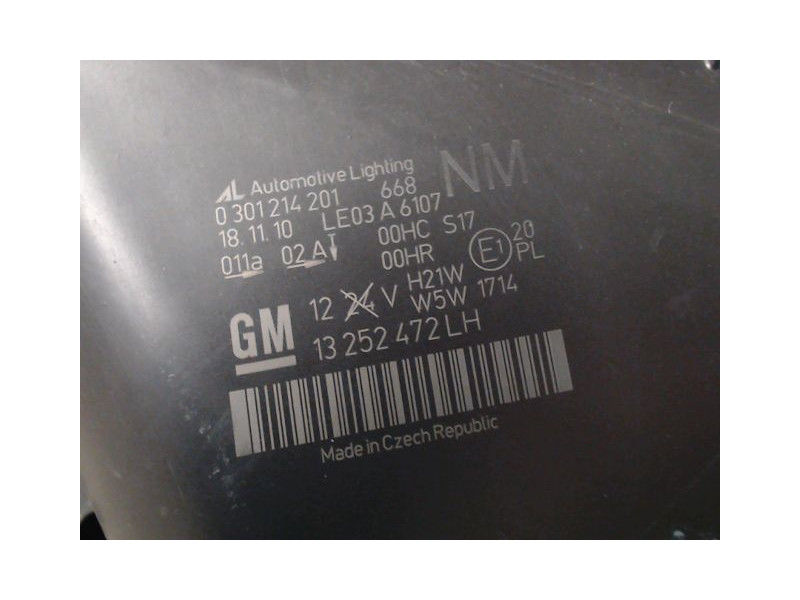 AL Automotive Lighting
NM
0 301 214 201 668
18.11.10 LE03 A 6107
011a 02A 00HC S17
00HR E1 20 PL
GM 12 24 V H21W
W5W 1714
13 252 472 LH
Made in Czech Republic